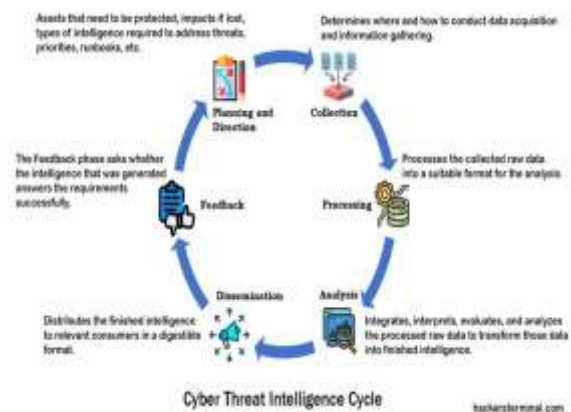 Assets that need to be protected, impacts if lost,
types of intelligence required to address threats,
priorities, runbooks, etc.
Determines where and how to conduct data acquisition
and information gathering.
Planning and
Direction
Collection
The Feedback phase asks whether
the intelligence that was generated
answers the requirements
successfully.
Feedback
Processing
Processes the collected raw data
into a suitable format for the analysis
Dissemination
Analysis
Distributes the finished intelligence
to relevant consumers in a digestible
format.
Integrates, interprets, evaluates, and analyzes
the processed raw data to transform those data
into finished intelligence.
Cyber Threat Intelligence Cycle
hackersterminal.com